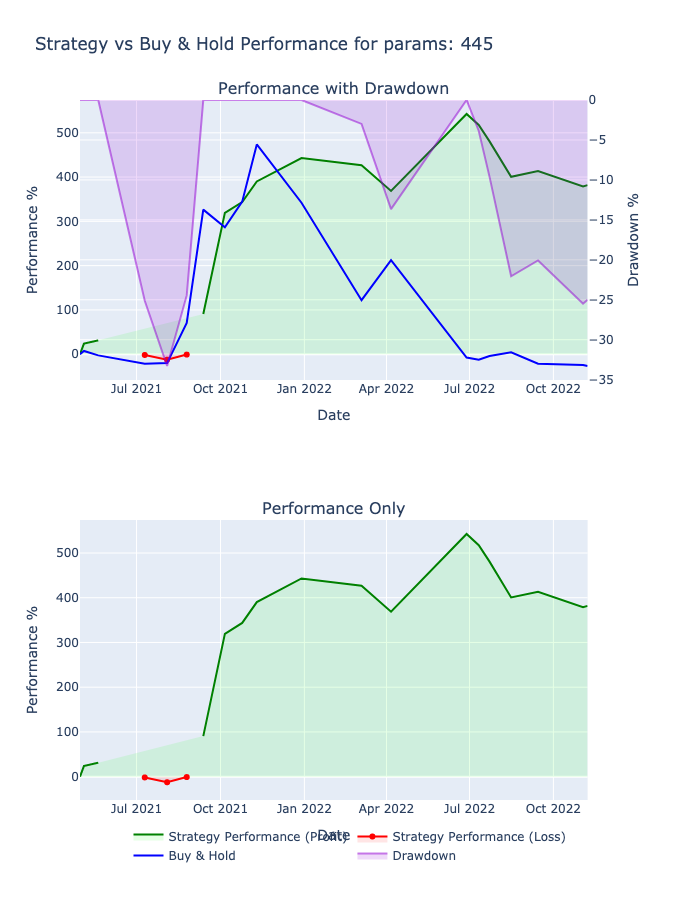 Strategy vs Buy & Hold Performance for params: 445
Performance with Drawdown
500
400
300
200
100
0
Performance %
0
−5
−10
−15
−20
−25
−30
−35
Drawdown %
Jul 2021 Oct 2021 Jan 2022 Apr 2022 Jul 2022 Oct 2022
Date
Performance Only
500
400
300
200
100
0
Performance %
Jul 2021 Oct 2021 Jan 2022 Apr 2022 Jul 2022 Oct 2022
Date
Strategy Performance (Profit) Strategy Performance (Loss)
Buy & Hold Drawdown